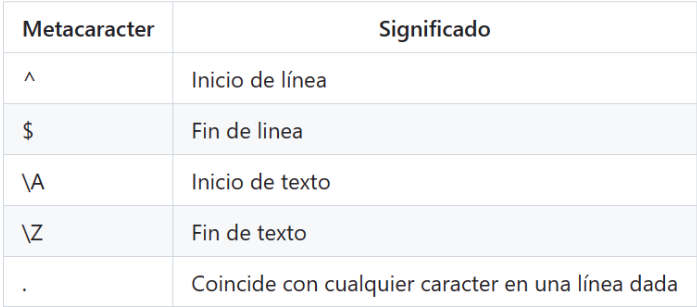 Metacaracter Significado
^ Inicio de línea
$ Fin de linea
\A Inicio de texto
\Z Fin de texto
. Coincide con cualquier caracter en una línea dada